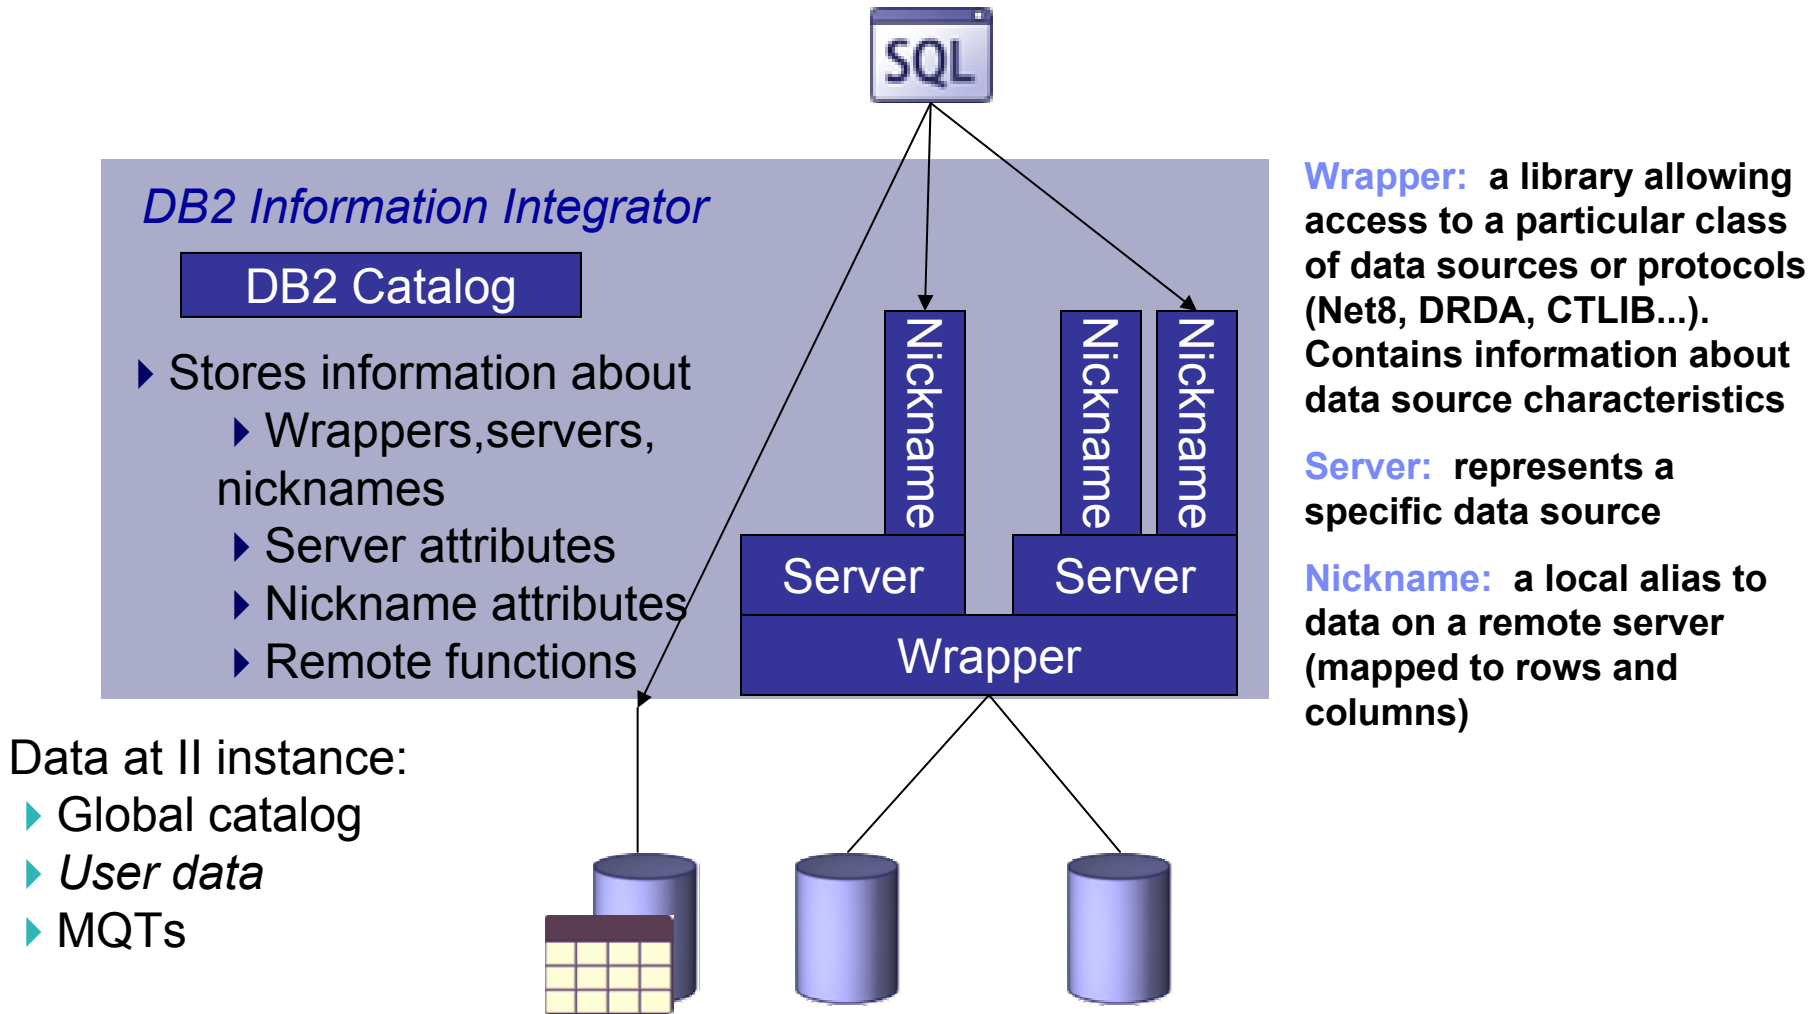 SQL
DB2 Information Integrator
DB2 Catalog
Stores information about
Wrappers,servers,
nicknames
Server attributes
Nickname attributes
Remote functions
Nickname
Nickname
Nickname
Server
Server
Wrapper
Wrapper: a library allowing
access to a particular class
of data sources or protocols
(Net8, DRDA, CTLIB...).
Contains information about
data source characteristics
Server: represents a
specific data source
Nickname: a local alias to
data on a remote server
(mapped to rows and
columns)
Data at II instance:
Global catalog
User data
MQTs